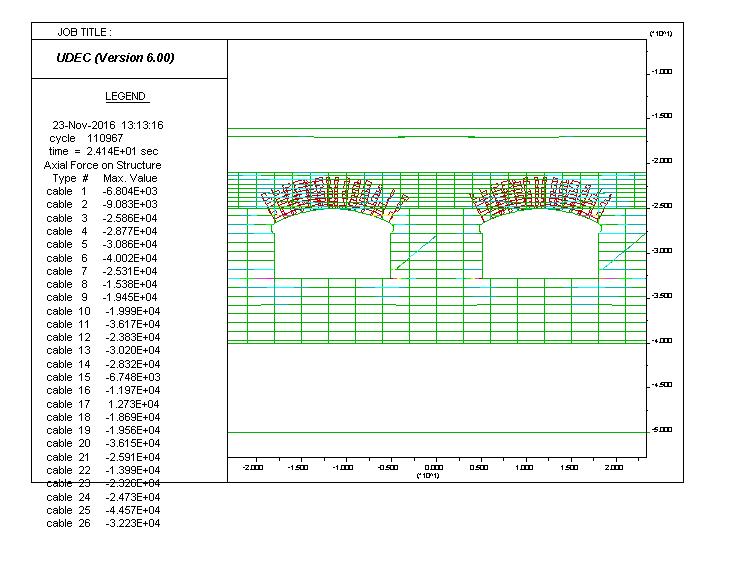 JOB TITLE :
UDEC (Version 6.00)
LEGEND
23-Nov-2016 13:13:16
cycle 110967
time = 2.414E+01 sec
Axial Force on Structure
Type # Max. Value
cable 1 -6.804E+03
cable 2 -9.083E+03
cable 3 -2.586E+04
cable 4 -2.877E+04
cable 5 -3.086E+04
cable 6 -4.002E+04
cable 7 -2.531E+04
cable 8 -1.538E+04
cable 9 -1.945E+04
cable 10 -1.999E+04
cable 11 -3.617E+04
cable 12 -2.383E+04
cable 13 -3.020E+04
cable 14 -2.832E+04
cable 15 -6.748E+03
cable 16 -1.197E+04
cable 17 1.273E+04
cable 18 -1.869E+04
cable 19 -1.956E+04
cable 20 -3.615E+04
cable 21 -2.591E+04
cable 22 -1.399E+04
cable 23 -2.326E+04
cable 24 -2.473E+04
cable 25 -4.457E+04
cable 26 -3.223E+04
(*10^1)
-1.000
-1.500
-2.000
-2.500
-3.000
-3.500
-4.000
-4.500
-5.000
-2.000 -1.500 -1.000 -0.500 0.000 0.500 1.000 1.500 2.000
(*10^1)